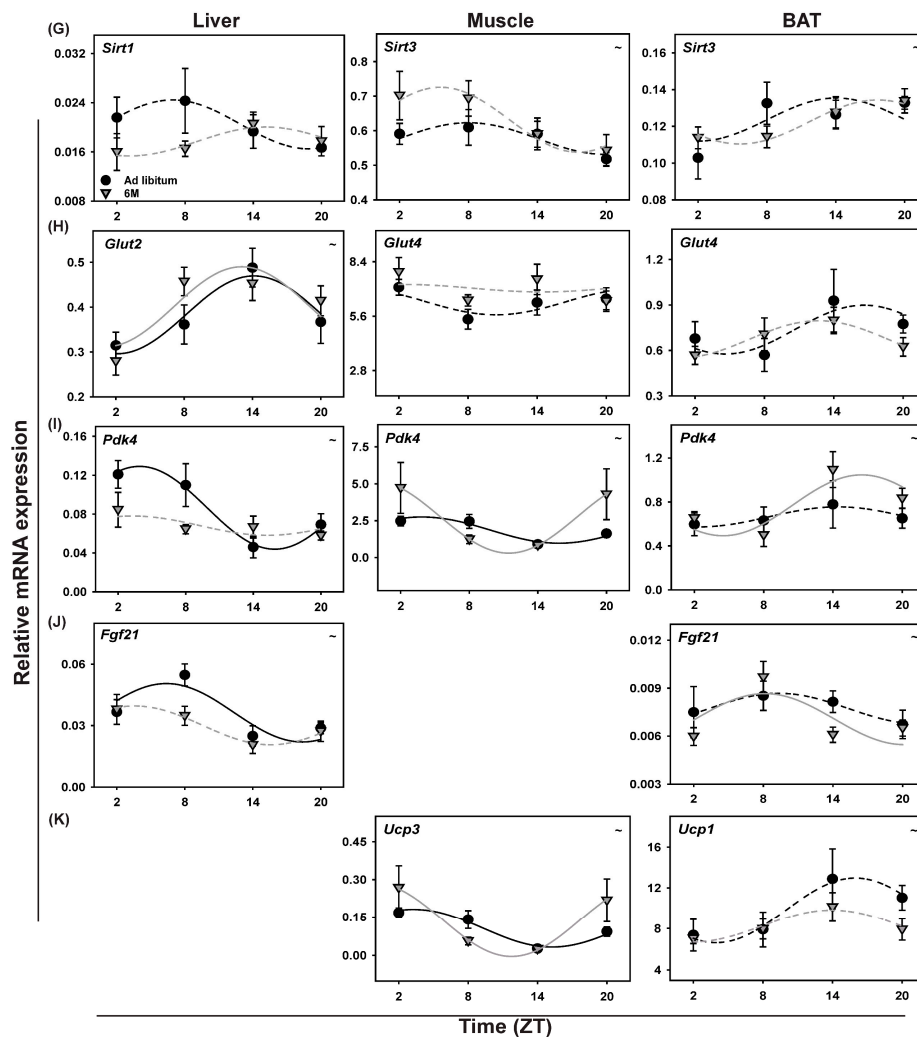 Liver Muscle BAT
(G)
Sirt1
0.032
0.024
0.016
0.008
Ad libitum
6M
2 8 14 20
Sirt3 ~
0.8
0.7
0.6
0.5
0.4
2 8 14 20
Sirt3 ~
0.16
0.14
0.12
0.10
0.08
2 8 14 20
(H)
Glut2 ~
0.5
0.4
0.3
0.2
2 8 14 20
Glut4
8.4
5.6
2.8
2 8 14 20
Glut4
1.2
0.9
0.6
0.3
2 8 14 20
(I)
Pdk4 ~
0.16
0.12
0.08
0.04
0.00
2 8 14 20
Pdk4 ~
7.5
5.0
2.5
0.0
2 8 14 20
Pdk4 ~
1.2
0.8
0.4
0.0
2 8 14 20
(J)
Fgf21 ~
0.06
0.03
0.00
2 8 14 20
Fgf21 ~
0.012
0.009
0.006
0.003
2 8 14 20
(K)
Ucp3 ~
0.45
0.30
0.15
0.00
2 8 14 20
Ucp1 ~
16
12
8
4
2 8 14 20
Relative mRNA expression
Time (ZT)